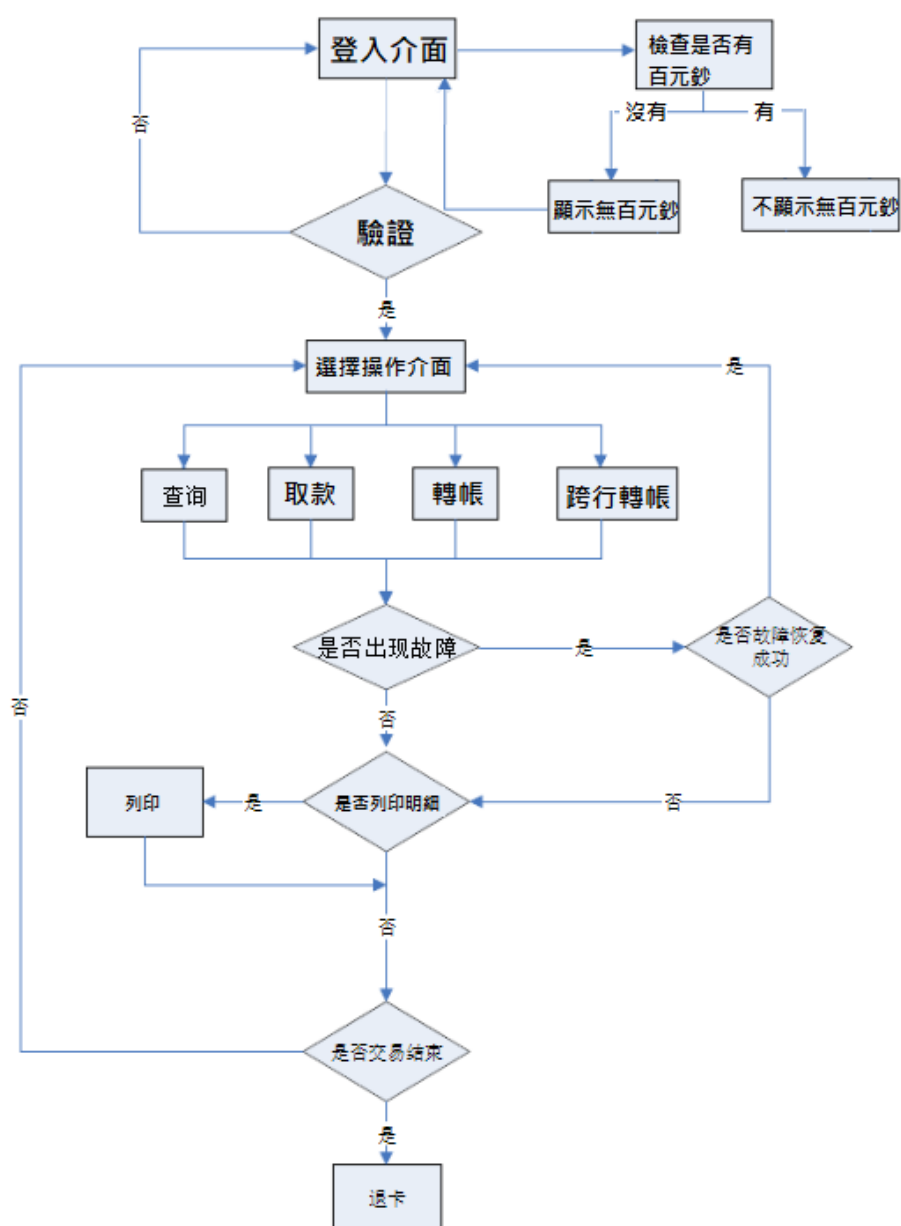 登入介面
檢查是否有
百元鈔
否
沒有
有
顯示無百元鈔
不顯示無百元鈔
驗證
是
選擇操作介面
是
查询
取款
轉帳
跨行轉帳
是否出现故障
是
是否故障恢复
成功
否
否
列印
是
是否列印明細
否
否
是否交易结束
是
退卡